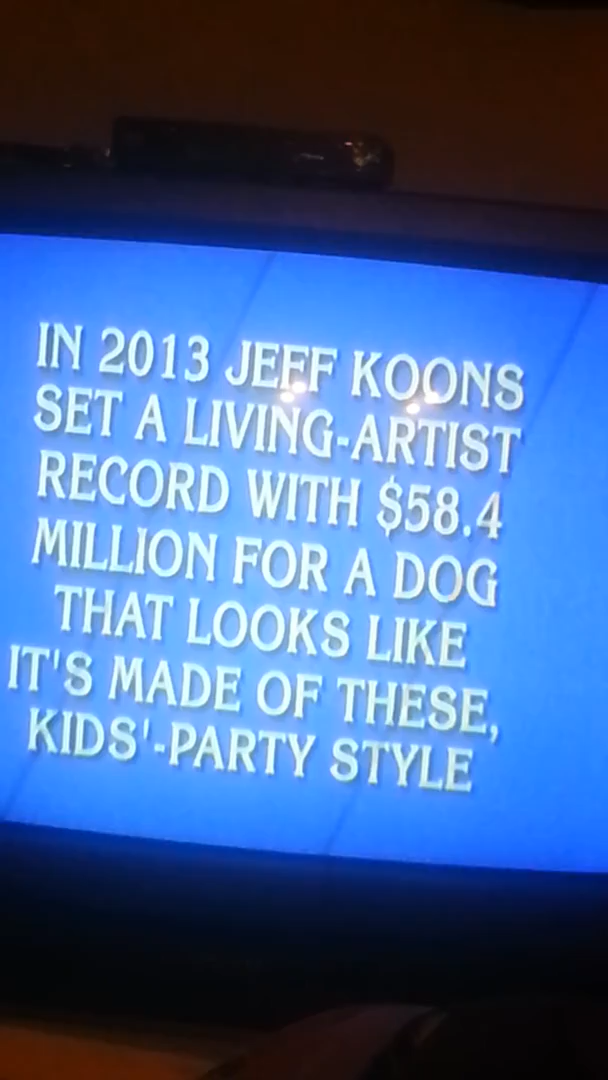 IN 2013 JEFF KOONS
SET A LIVING-ARTIST
RECORD WITH $58.4
MILLION FOR A DOG
THAT LOOKS LIKE
IT'S MADE OF THESE,
KIDS'-PARTY STYLE